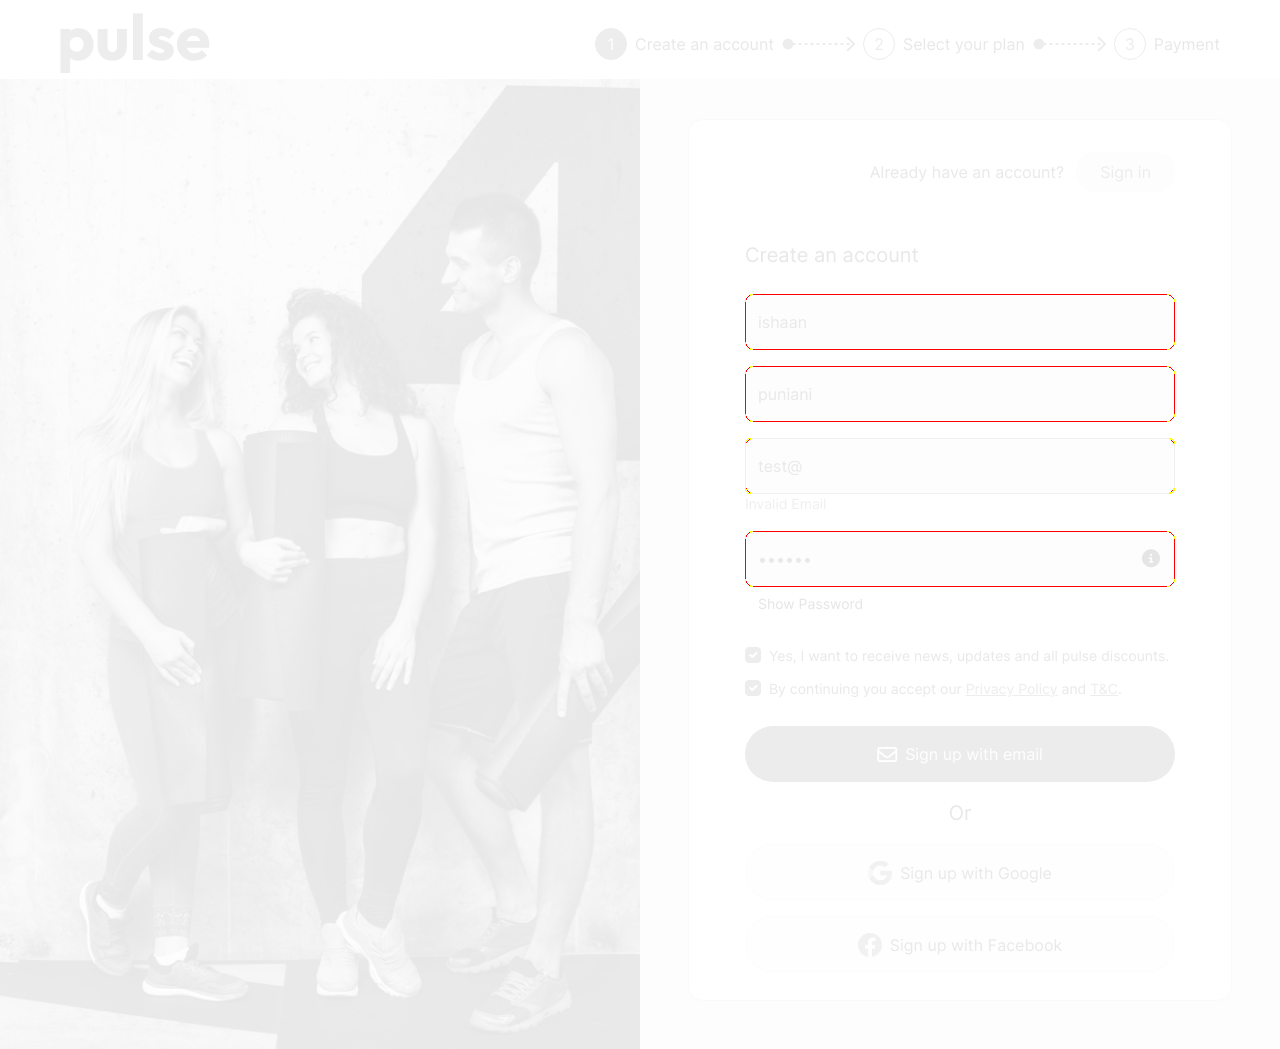 pulse
1 Create an account 2 Select your plan 3 Payment
Already have an account? Sign in
Create an account
ishaan
puniani
test@
Invalid Email
••••••
Show Password
Yes, I want to receive news, updates and all pulse discounts.
By continuing you accept our Privacy Policy and T&C.
Sign up with email
Or
Sign up with Google
Sign up with Facebook